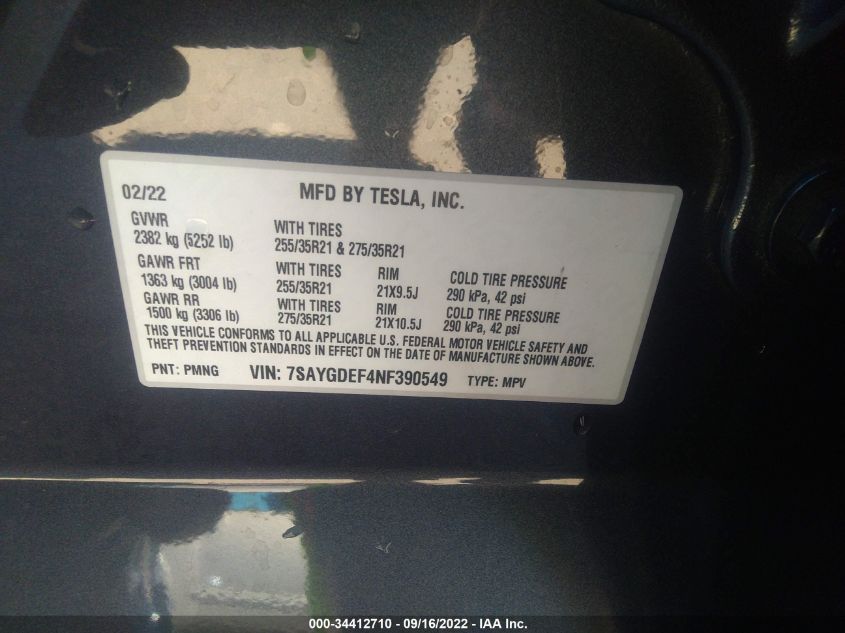 02/22 MFD BY TESLA, INC.
GVWR
2382 kg (5252 lb) WITH TIRES
255/35R21 & 275/35R21
GAWR FRT WITH TIRES RIM COLD TIRE PRESSURE
1363 kg (3004 lb) 255/35R21 21X9.5J 290 kPa, 42 psi
GAWR RR WITH TIRES RIM COLD TIRE PRESSURE
1500 kg (3306 lb) 275/35R21 21X10.5J 290 kPa, 42 psi
THIS VEHICLE CONFORMS TO ALL APPLICABLE U.S. FEDERAL MOTOR VEHICLE SAFETY AND
THEFT PREVENTION STANDARDS IN EFFECT ON THE DATE OF MANUFACTURE SHOWN ABOVE.
PNT: PMNG VIN: 7SAYGDEF4NF390549 TYPE: MPV
000-34412710 - 09/16/2022 - IAA Inc.